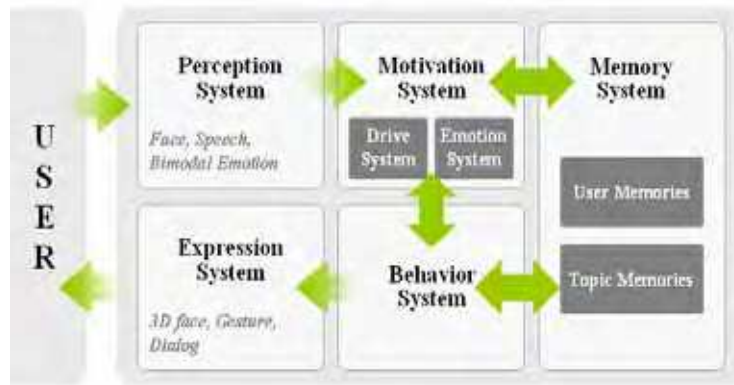 USER
Perception
System
Face, Speech,
Bimodal Emotion
Motivation
System
Drive
System
Emotion
System
Memory
System
User Memories
Topic Memories
Expression
System
3D face, Gesture,
Dialog
Behavior
System